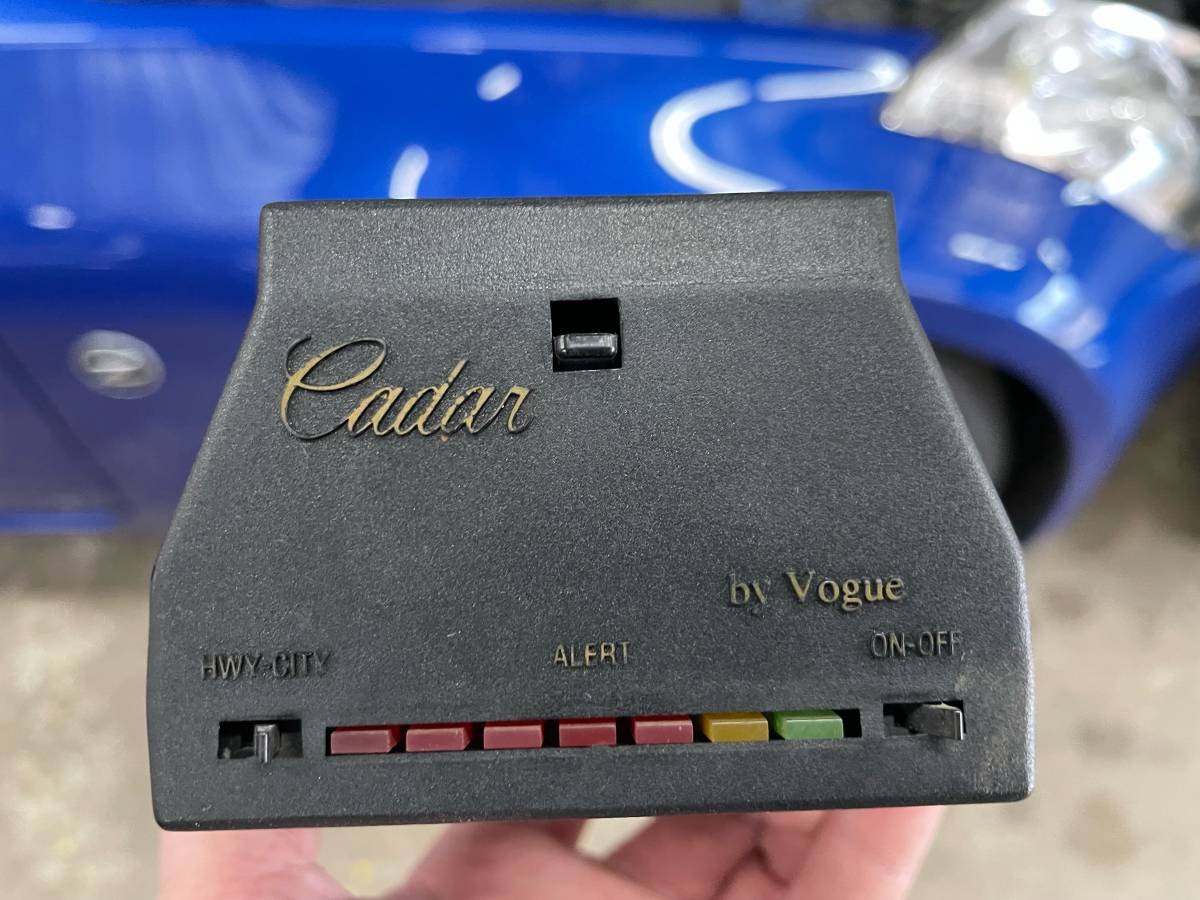 Cadar
by Vogue
HWY-CITY
ALERT
ON-OFF